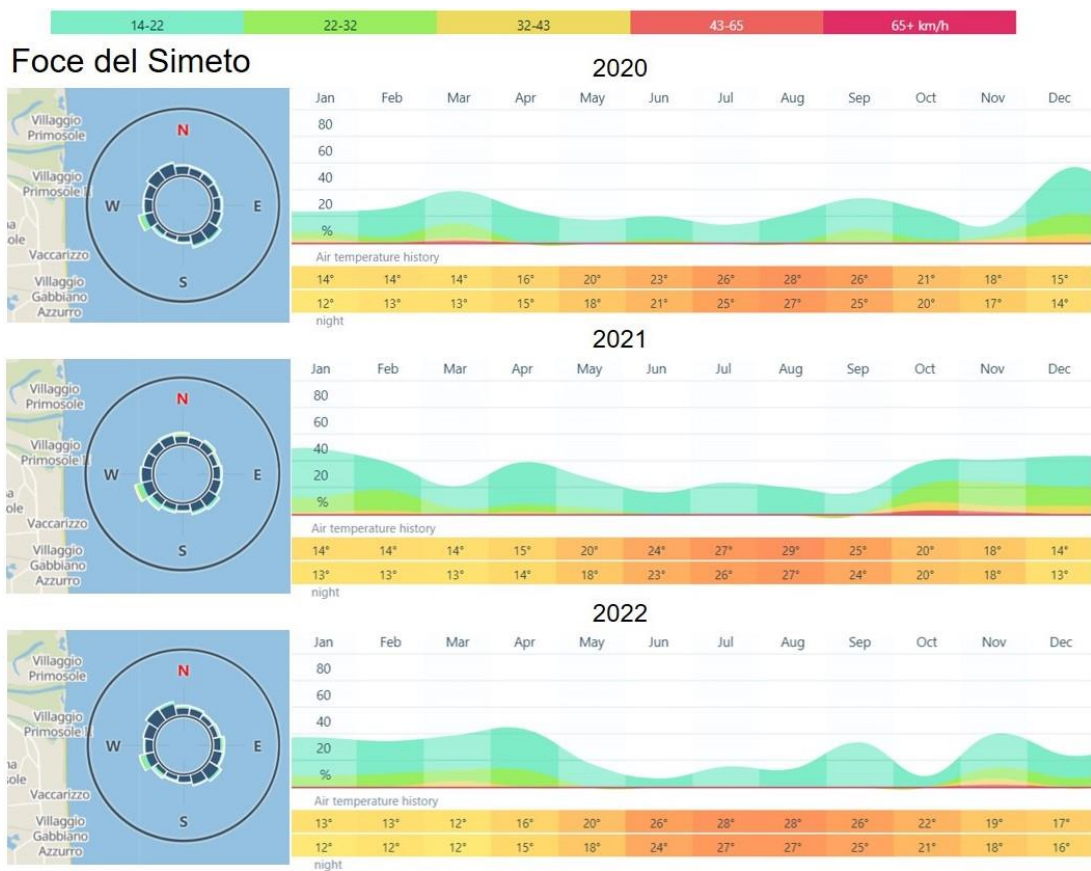 14-22 22-32 32-43 43-65 65+ km/h
Foce del Simeto
2020
Jan Feb Mar Apr May Jun Jul Aug Sep Oct Nov Dec
80
60
40
20
%
Villaggio
Primosole
Villaggio
Primosole II
na
sole
Vaccarizzo
Villaggio
Gabbiano
Azzurro
N
W
E
S
Air temperature history
14° 14° 14° 16° 20° 23° 26° 28° 26° 21° 18° 15°
12° 13° 13° 15° 18° 21° 25° 27° 25° 20° 17° 14°
night
2021
Jan Feb Mar Apr May Jun Jul Aug Sep Oct Nov Dec
80
60
40
20
%
Villaggio
Primosole
Villaggio
Primosole II
na
sole
Vaccarizzo
Villaggio
Gabbiano
Azzurro
N
W
E
S
Air temperature history
14° 14° 14° 15° 20° 24° 27° 29° 25° 20° 18° 14°
13° 13° 13° 14° 18° 23° 26° 27° 24° 20° 18° 13°
night
2022
Jan Feb Mar Apr May Jun Jul Aug Sep Oct Nov Dec
80
60
40
20
%
Villaggio
Primosole
Villaggio
Primosole II
na
sole
Vaccarizzo
Villaggio
Gabbiano
Azzurro
N
W
E
S
Air temperature history
13° 13° 12° 16° 20° 26° 28° 28° 26° 22° 19° 17°
12° 12° 12° 15° 18° 24° 27° 27° 25° 21° 18° 16°
night